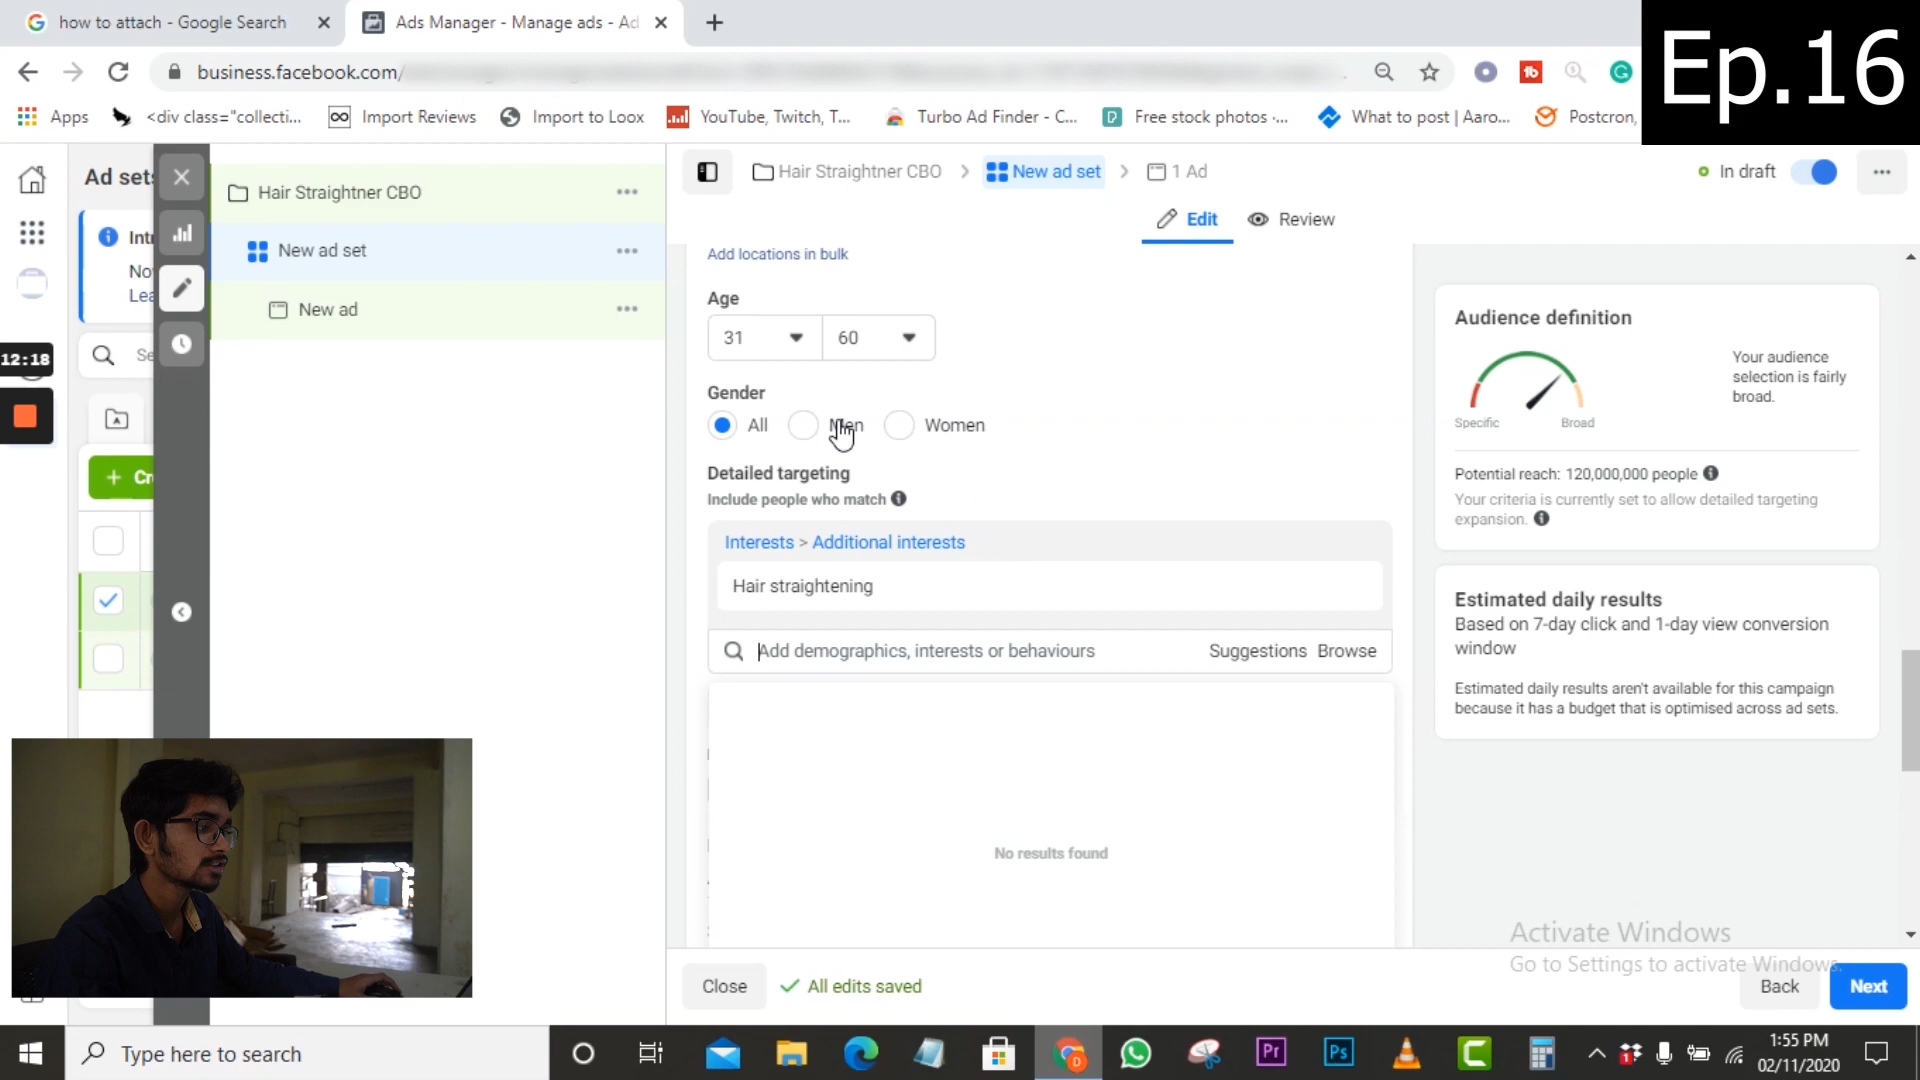 how to attach - Google Search
Ads Manager - Manage ads - Ad
Ep.16
business.facebook.com/
Apps
<div class="collecti...
Import Reviews
Import to Loox
YouTube, Twitch, T...
Turbo Ad Finder - C...
Free stock photos ·...
What to post | Aaro...
Postcron,
Ad sets
Hair Straightner CBO
New ad set
New ad
Hair Straightner CBO > New ad set > 1 Ad
In draft
Edit
Review
Add locations in bulk
Age
31
60
Gender
All
Men
Women
Detailed targeting
Include people who match
Interests > Additional interests
Hair straightening
Add demographics, interests or behaviours
Suggestions
Browse
No results found
Audience definition
Your audience
selection is fairly
broad.
Specific
Broad
Potential reach: 120,000,000 people
Your criteria is currently set to allow detailed targeting
expansion.
Estimated daily results
Based on 7-day click and 1-day view conversion
window
Estimated daily results aren't available for this campaign
because it has a budget that is optimised across ad sets.
12:18
Activate Windows
Go to Settings to activate Windows.
Close
All edits saved
Back
Next
Type here to search
Pr
Ps
1:55 PM
02/11/2020